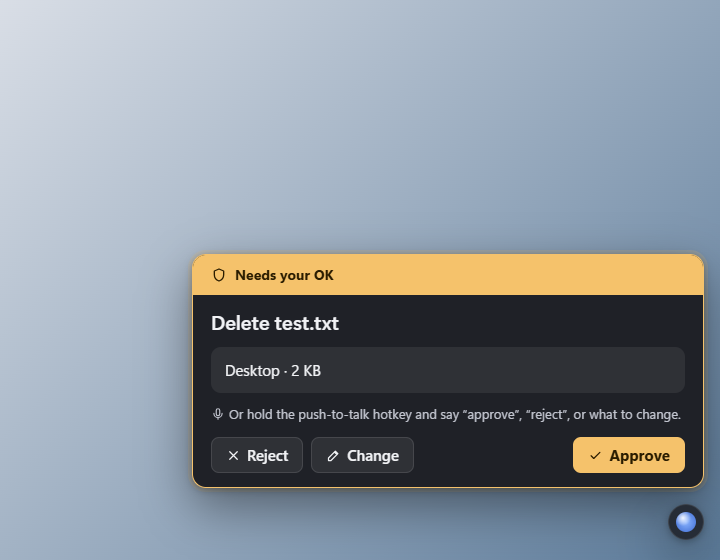 Needs your OK
Delete test.txt
Desktop · 2 KB
Or hold the push-to-talk hotkey and say “approve”, “reject”, or what to change.
Reject
Change
Approve